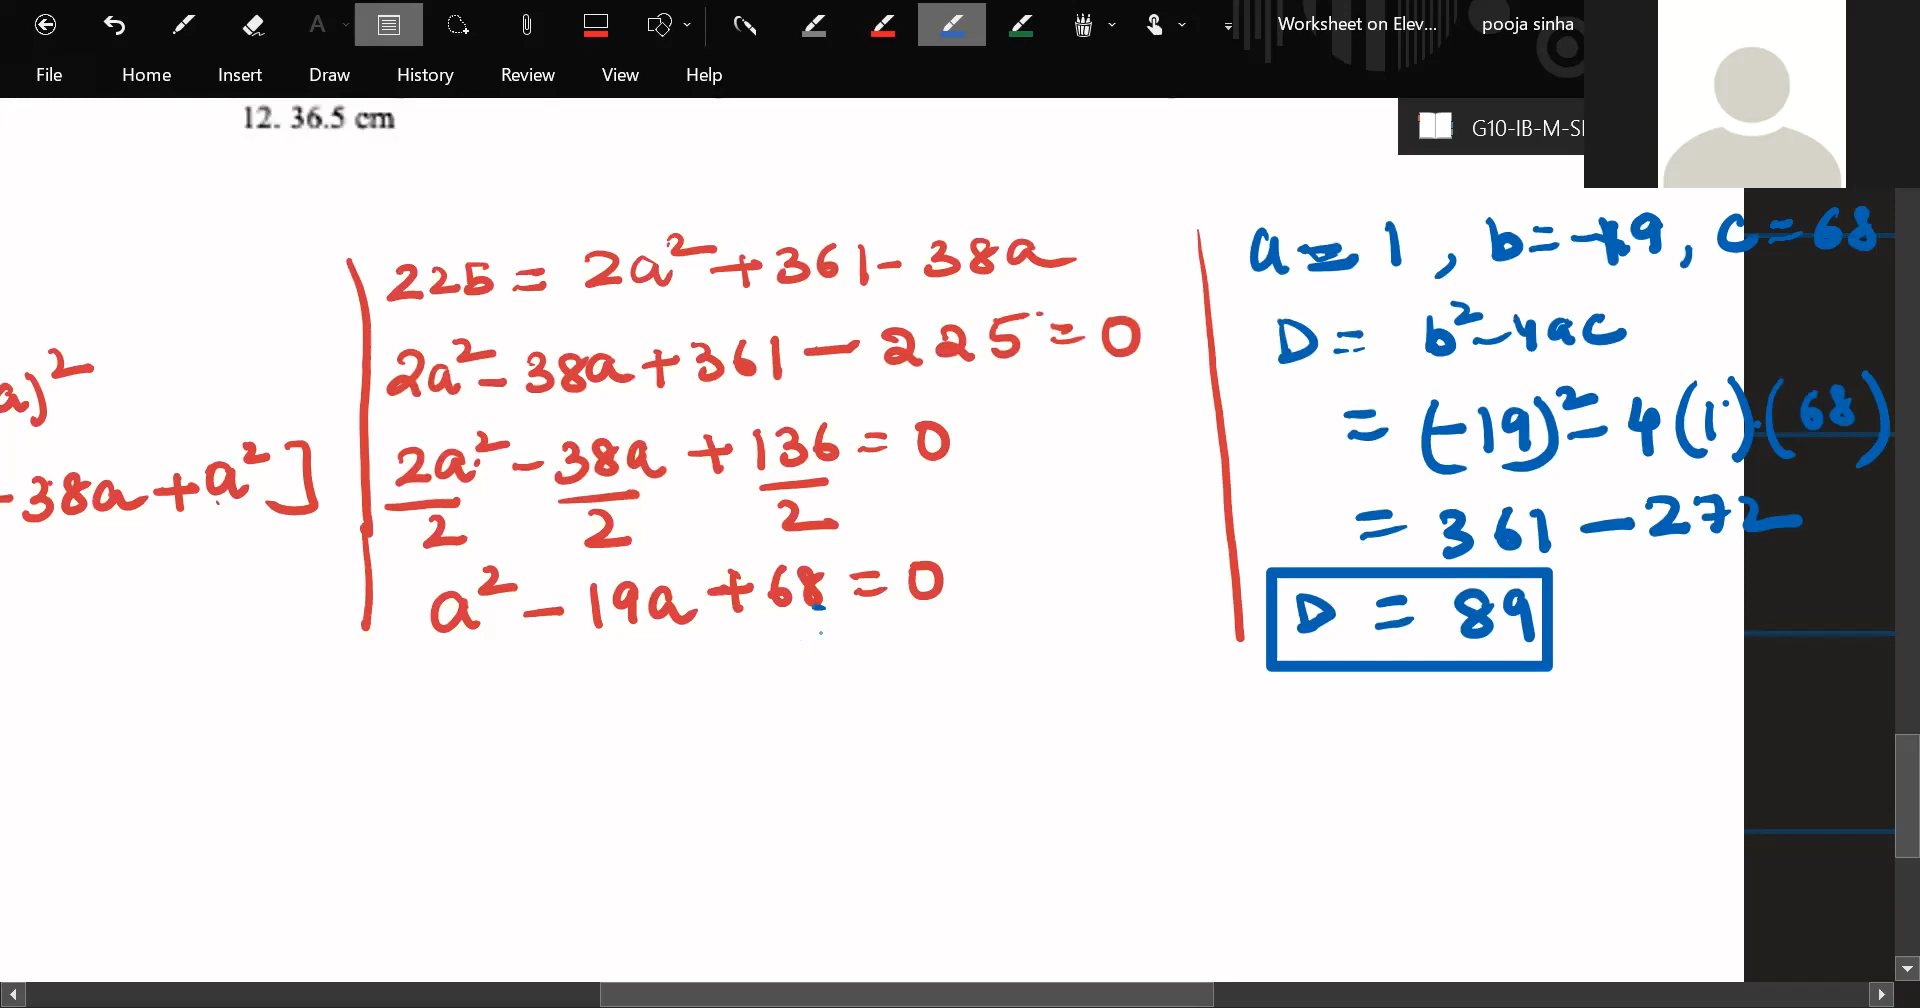 A
Worksheet on Elev...
pooja sinha
File Home Insert Draw History Review View Help
12. 36.5 cm
G10-IB-M-S
a)²
- 38a + a² ]
225 = 2a² + 361 - 38a
2a² - 38a + 361 - 225 = 0
2a²/2 - 38a/2 + 136/2 = 0
a² - 19a + 68 = 0
a = 1 , b = -19 , c = 68
D = b² - 4ac
= (-19)² - 4(1).(68)
= 361 - 272
D = 89